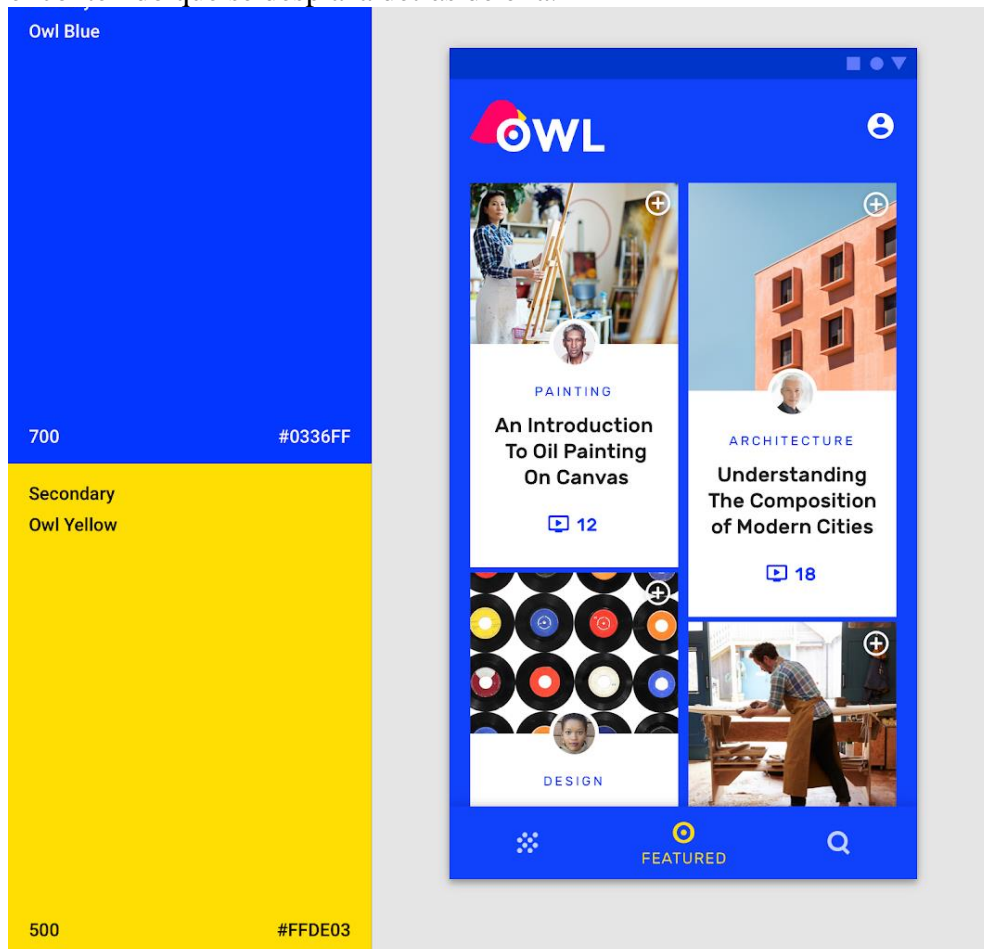 Owl Blue
700 #0336FF
Secondary
Owl Yellow
500 #FFDE03
OWL
PAINTING
An Introduction
To Oil Painting
On Canvas
12
ARCHITECTURE
Understanding
The Composition
of Modern Cities
18
DESIGN
FEATURED